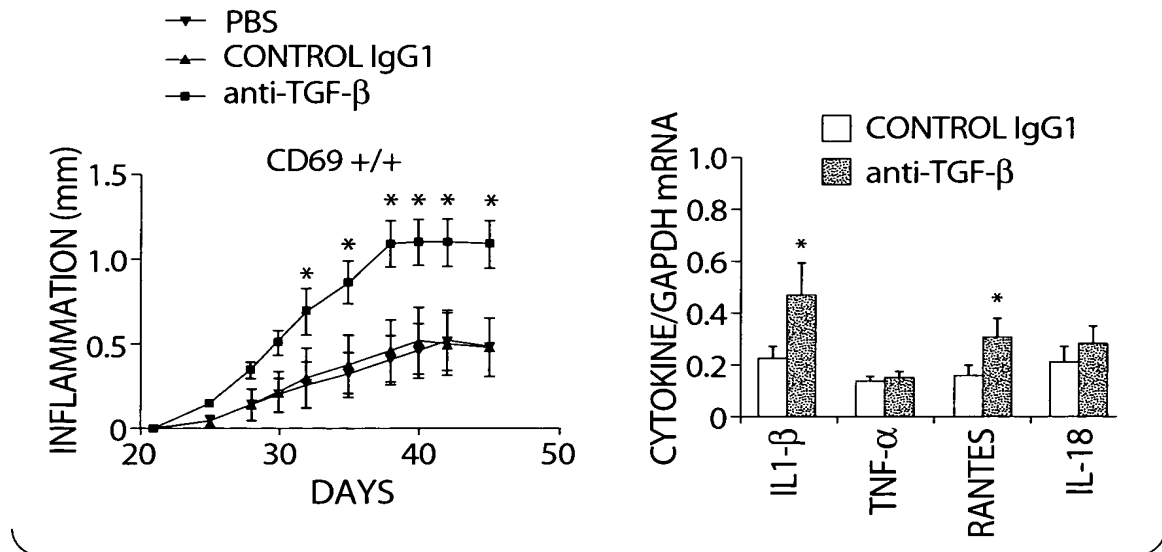 PBS
CONTROL IgG1
anti-TGF-β
CD69 +/+
INFLAMMATION (mm)
1.5
1.0
0.5
0
* * * * * *
20 30 40 50
DAYS
CONTROL IgG1
anti-TGF-β
CYTOKINE/GAPDH mRNA
1.0
0.8
0.6
0.4
0.2
0
* *
IL1-β
TNF-α
RANTES
IL-18